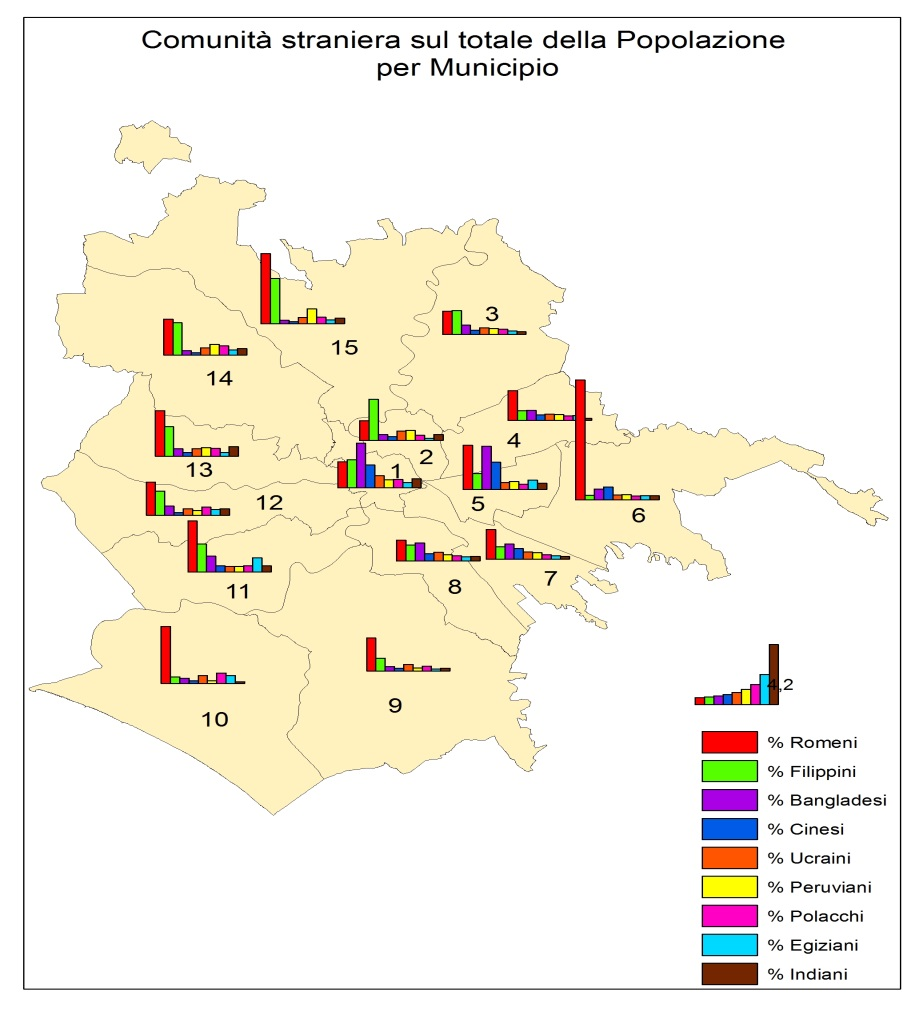 Comunità straniera sul totale della Popolazione
per Municipio
3
15
14
4
2
13
1
5
12
6
8
7
11
9
10
4,2
% Romeni
% Filippini
% Bangladesi
% Cinesi
% Ucraini
% Peruviani
% Polacchi
% Egiziani
% Indiani